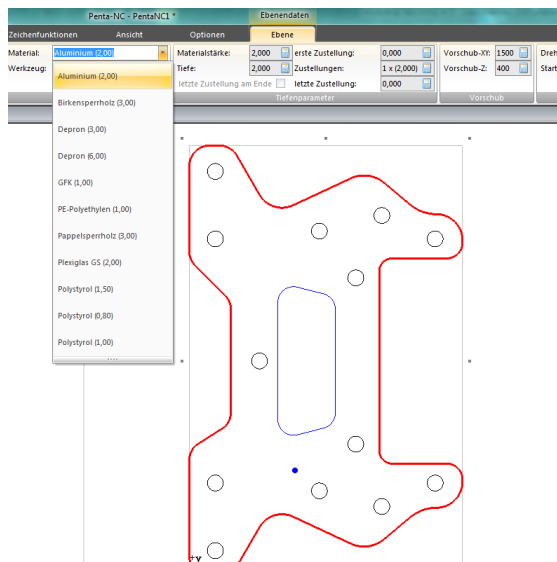 Penta-NC - PentaNC1 *
Ebenendaten
Zeichenfunktionen Ansicht Optionen Ebene
Material: Aluminium (2,00) Materialstärke: 2,000 erste Zustellung: 0,000 Vorschub-XY: 1500 Dreh
Werkzeug: Tiefe: 2,000 Zustellungen: 1 x (2,000) Vorschub-Z: 400 Start
letzte Zustellung am Ende letzte Zustellung: 0,000
Tiefenparameter Vorschub
Aluminium (2,00)
Birkensperrholz (3,00)
Depron (3,00)
Depron (6,00)
GFK (1,00)
PE-Polyethylen (1,00)
Pappelsperrholz (3,00)
Plexiglas GS (2,00)
Polystyrol (1,50)
Polystyrol (0,80)
Polystyrol (1,00)
Y